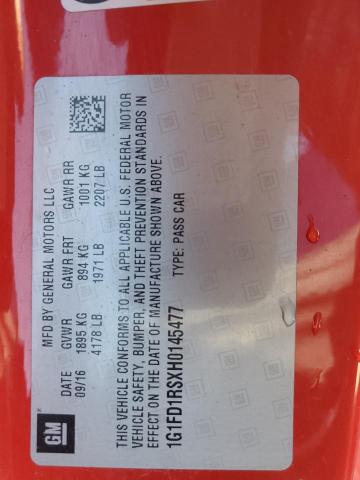 GM
MFD BY GENERAL MOTORS LLC
DATE GVWR GAWR FRT GAWR RR
09/16 1895 KG 894 KG 1001 KG
4178 LB 1971 LB 2207 LB
THIS VEHICLE CONFORMS TO ALL APPLICABLE U.S. FEDERAL MOTOR
VEHICLE SAFETY, BUMPER, AND THEFT PREVENTION STANDARDS IN
EFFECT ON THE DATE OF MANUFACTURE SHOWN ABOVE.
1G1FD1RSXH0145477 TYPE: PASS CAR